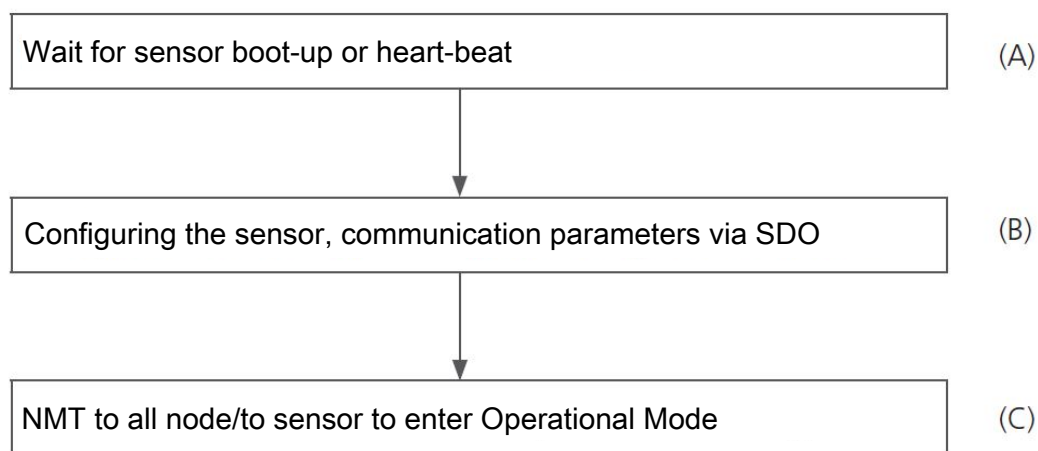 Wait for sensor boot-up or heart-beat (A)
Configuring the sensor, communication parameters via SDO (B)
NMT to all node/to sensor to enter Operational Mode (C)